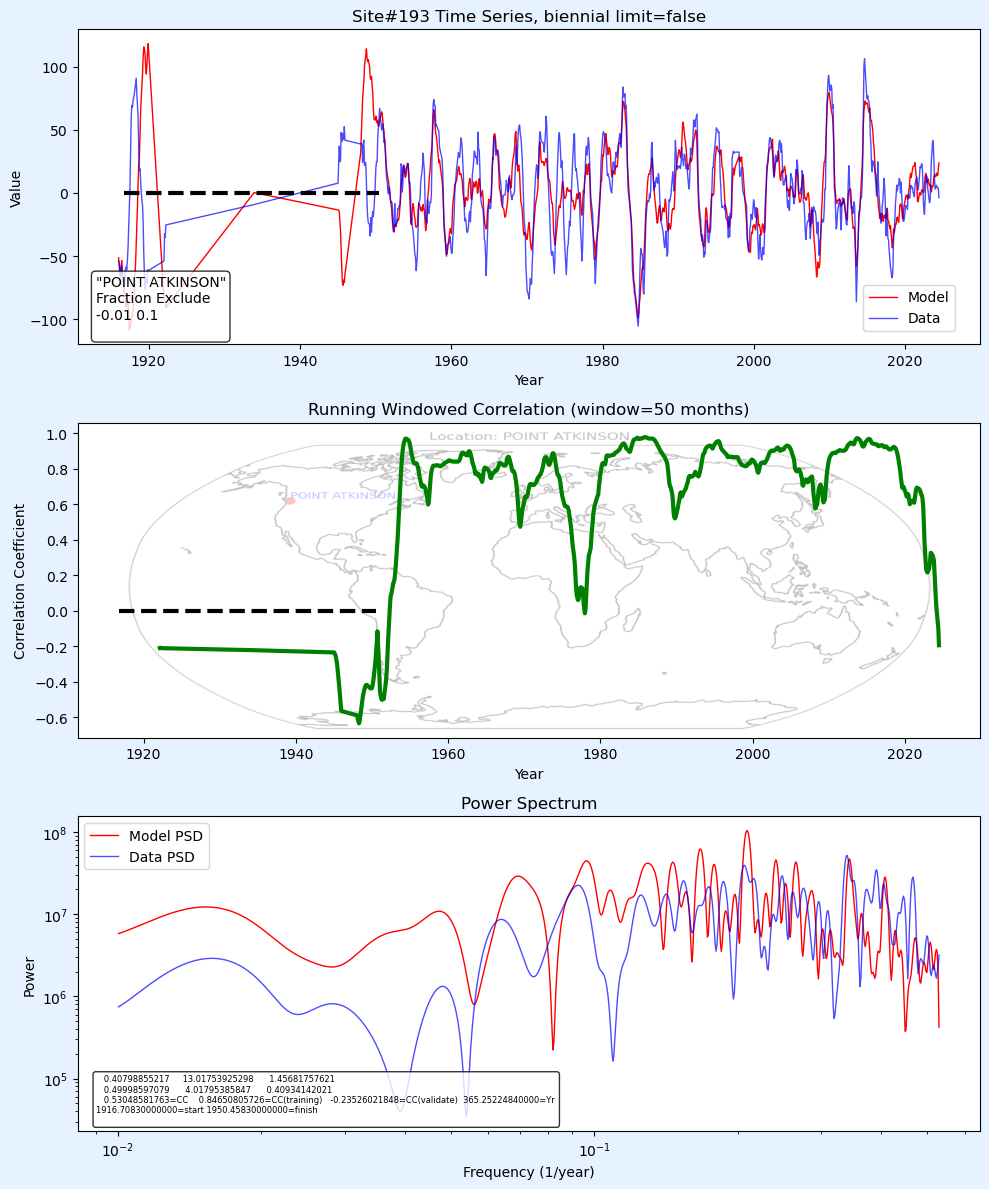 Site#193 Time Series, biennial limit=false
Value
100
50
0
−50
−100
"POINT ATKINSON"
Fraction Exclude
-0.01 0.1
Model
Data
1920
1940
1960
1980
2000
2020
Year
Running Windowed Correlation (window=50 months)
Correlation Coefficient
1.0
0.8
0.6
0.4
0.2
0.0
−0.2
−0.4
−0.6
Location: POINT ATKINSON
POINT ATKINSON
1920
1940
1960
1980
2000
2020
Year
Power Spectrum
Power
10^8
10^7
10^6
10^5
Model PSD
Data PSD
0.40798855217 13.01753925298 1.45681757621
0.49998597079 4.01795385847 0.40934142021
0.53048581763=CC 0.84650805726=CC(training) -0.23526021848=CC(validate) 365.25224840000=Yr
1916.70830000000=start 1950.45830000000=finish
10^−2
10^−1
Frequency (1/year)